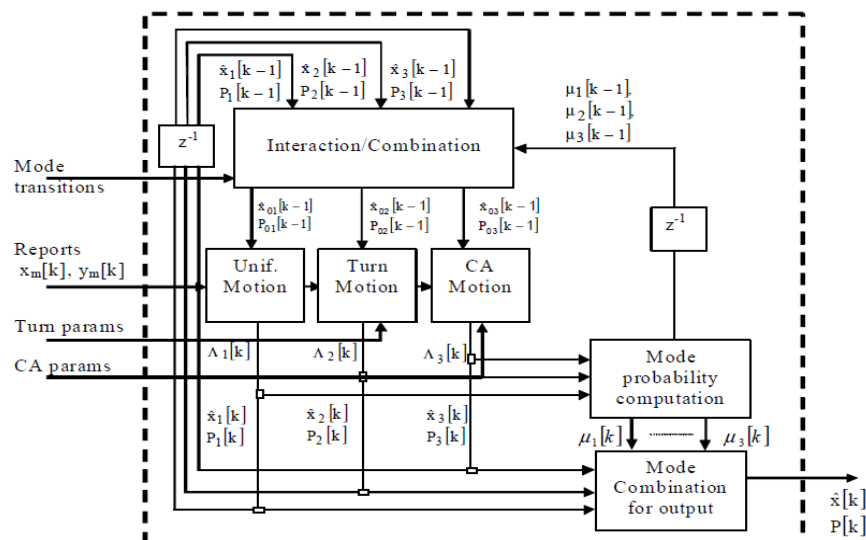 x̂₁[k−1] x̂₂[k−1] x̂₃[k−1]
P₁[k−1] P₂[k−1] P₃[k−1]
μ₁[k−1],
μ₂[k−1],
μ₃[k−1]
z⁻¹
Interaction/Combination
Mode
transitions
x̂₀₁[k−1] x̂₀₂[k−1] x̂₀₃[k−1]
P₀₁[k−1] P₀₂[k−1] P₀₃[k−1]
z⁻¹
Reports
xₘ[k], yₘ[k]
Unif.
Motion
Turn
Motion
CA
Motion
Turn params
CA params
Λ₁[k] Λ₂[k] Λ₃[k]
Mode
probability
computation
x̂₁[k] x̂₂[k] x̂₃[k]
P₁[k] P₂[k] P₃[k]
μ₁[k] μ₃[k]
Mode
Combination
for output
x̂[k]
P[k]